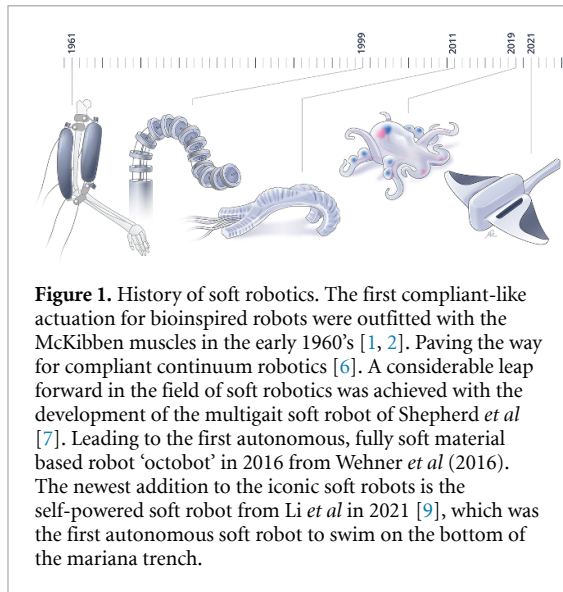 1961
1999
2011
2019
2021
Figure 1. History of soft robotics. The first compliant-like
actuation for bioinspired robots were outfitted with the
McKibben muscles in the early 1960's [1, 2]. Paving the way
for compliant continuum robotics [6]. A considerable leap
forward in the field of soft robotics was achieved with the
development of the multigait soft robot of Shepherd et al
[7]. Leading to the first autonomous, fully soft material
based robot 'octobot' in 2016 from Wehner et al (2016).
The newest addition to the iconic soft robots is the
self-powered soft robot from Li et al in 2021 [9], which was
the first autonomous soft robot to swim on the bottom of
the mariana trench.